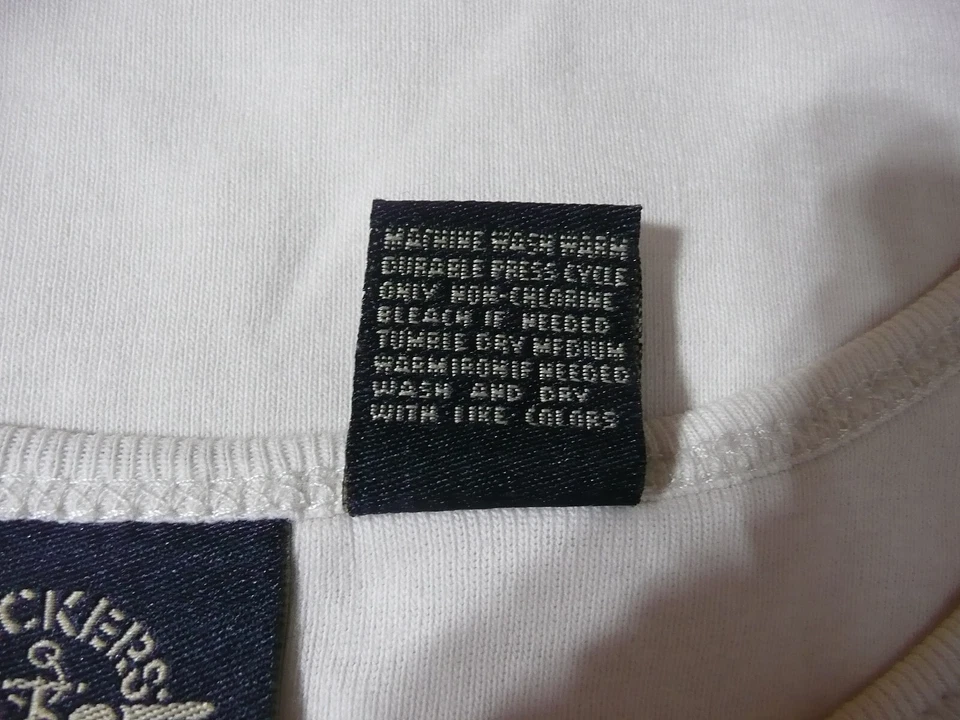 MACHINE WASH WARM
DURABLE PRESS CYCLE
ONLY NON-CHLORINE
BLEACH IF NEEDED
TUMBLE DRY MEDIUM
WARM IRON IF NEEDED
WASH AND DRY
WITH LIKE COLORS
CKERS